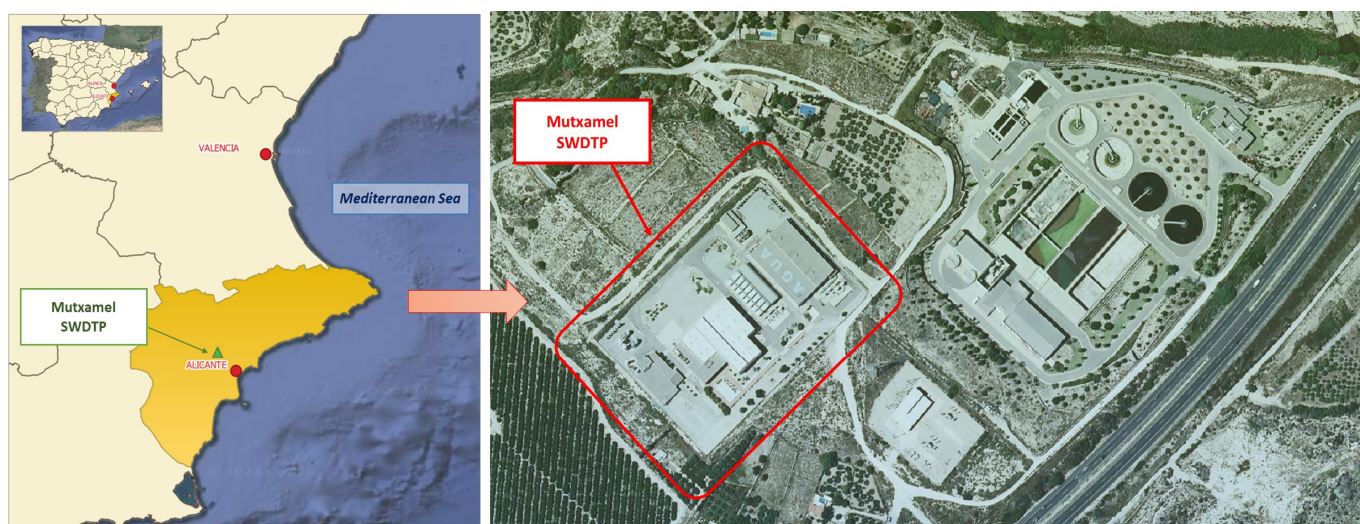 VALENCIA
Mediterranean Sea
Mutxamel
SWDTP
ALICANTE
Mutxamel
SWDTP
AGUA